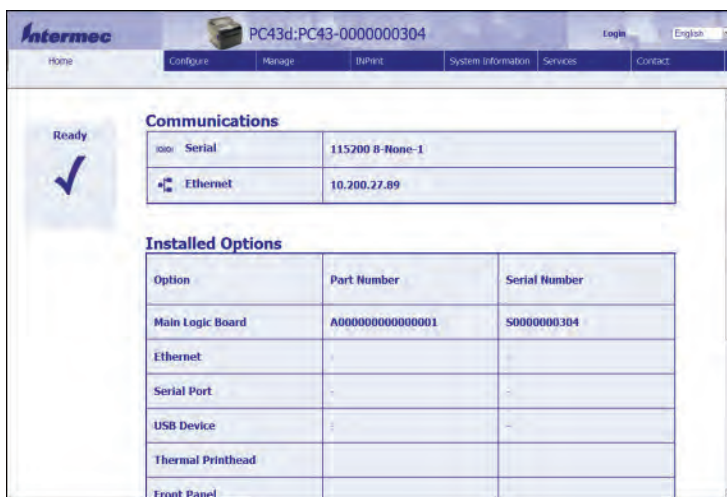 Intermec
PC43d:PC43-0000000304
Login
English
Home
Configure
Manage
INPrint
System Information
Services
Contact
Ready
Communications
Serial 115200 8-None-1
Ethernet 10.200.27.89
Installed Options
Option Part Number Serial Number
Main Logic Board A000000000000001 S0000000304
Ethernet - -
Serial Port - -
USB Device - -
Thermal Printhead
Front Panel